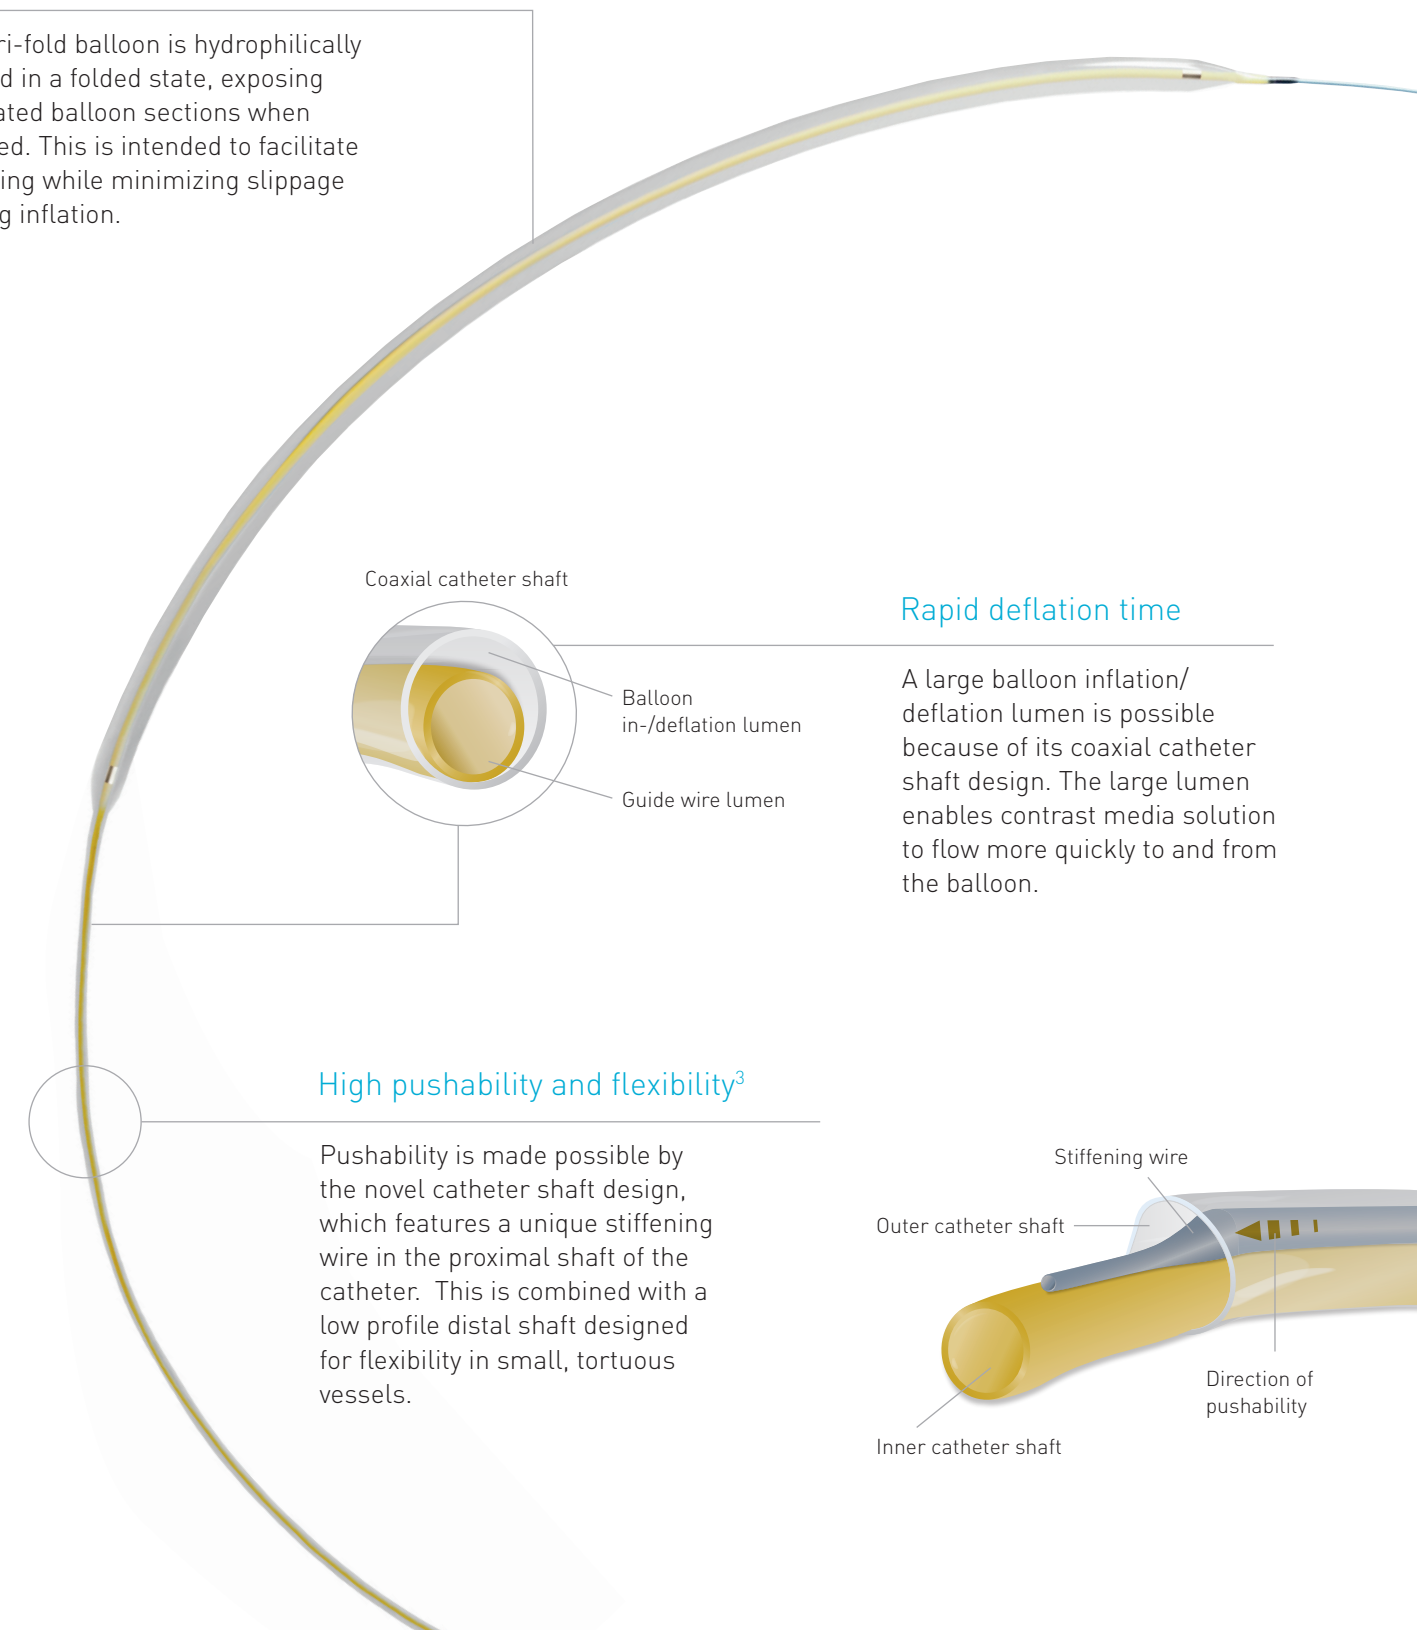 ri-fold balloon is hydrophilically
d in a folded state, exposing
ated balloon sections when
ed. This is intended to facilitate
ing while minimizing slippage
g inflation.
Coaxial catheter shaft
Balloon
in-/deflation lumen
Guide wire lumen
Rapid deflation time
A large balloon inflation/
deflation lumen is possible
because of its coaxial catheter
shaft design. The large lumen
enables contrast media solution
to flow more quickly to and from
the balloon.
High pushability and flexibility³
Pushability is made possible by
the novel catheter shaft design,
which features a unique stiffening
wire in the proximal shaft of the
catheter. This is combined with a
low profile distal shaft designed
for flexibility in small, tortuous
vessels.
Stiffening wire
Outer catheter shaft
Direction of
pushability
Inner catheter shaft